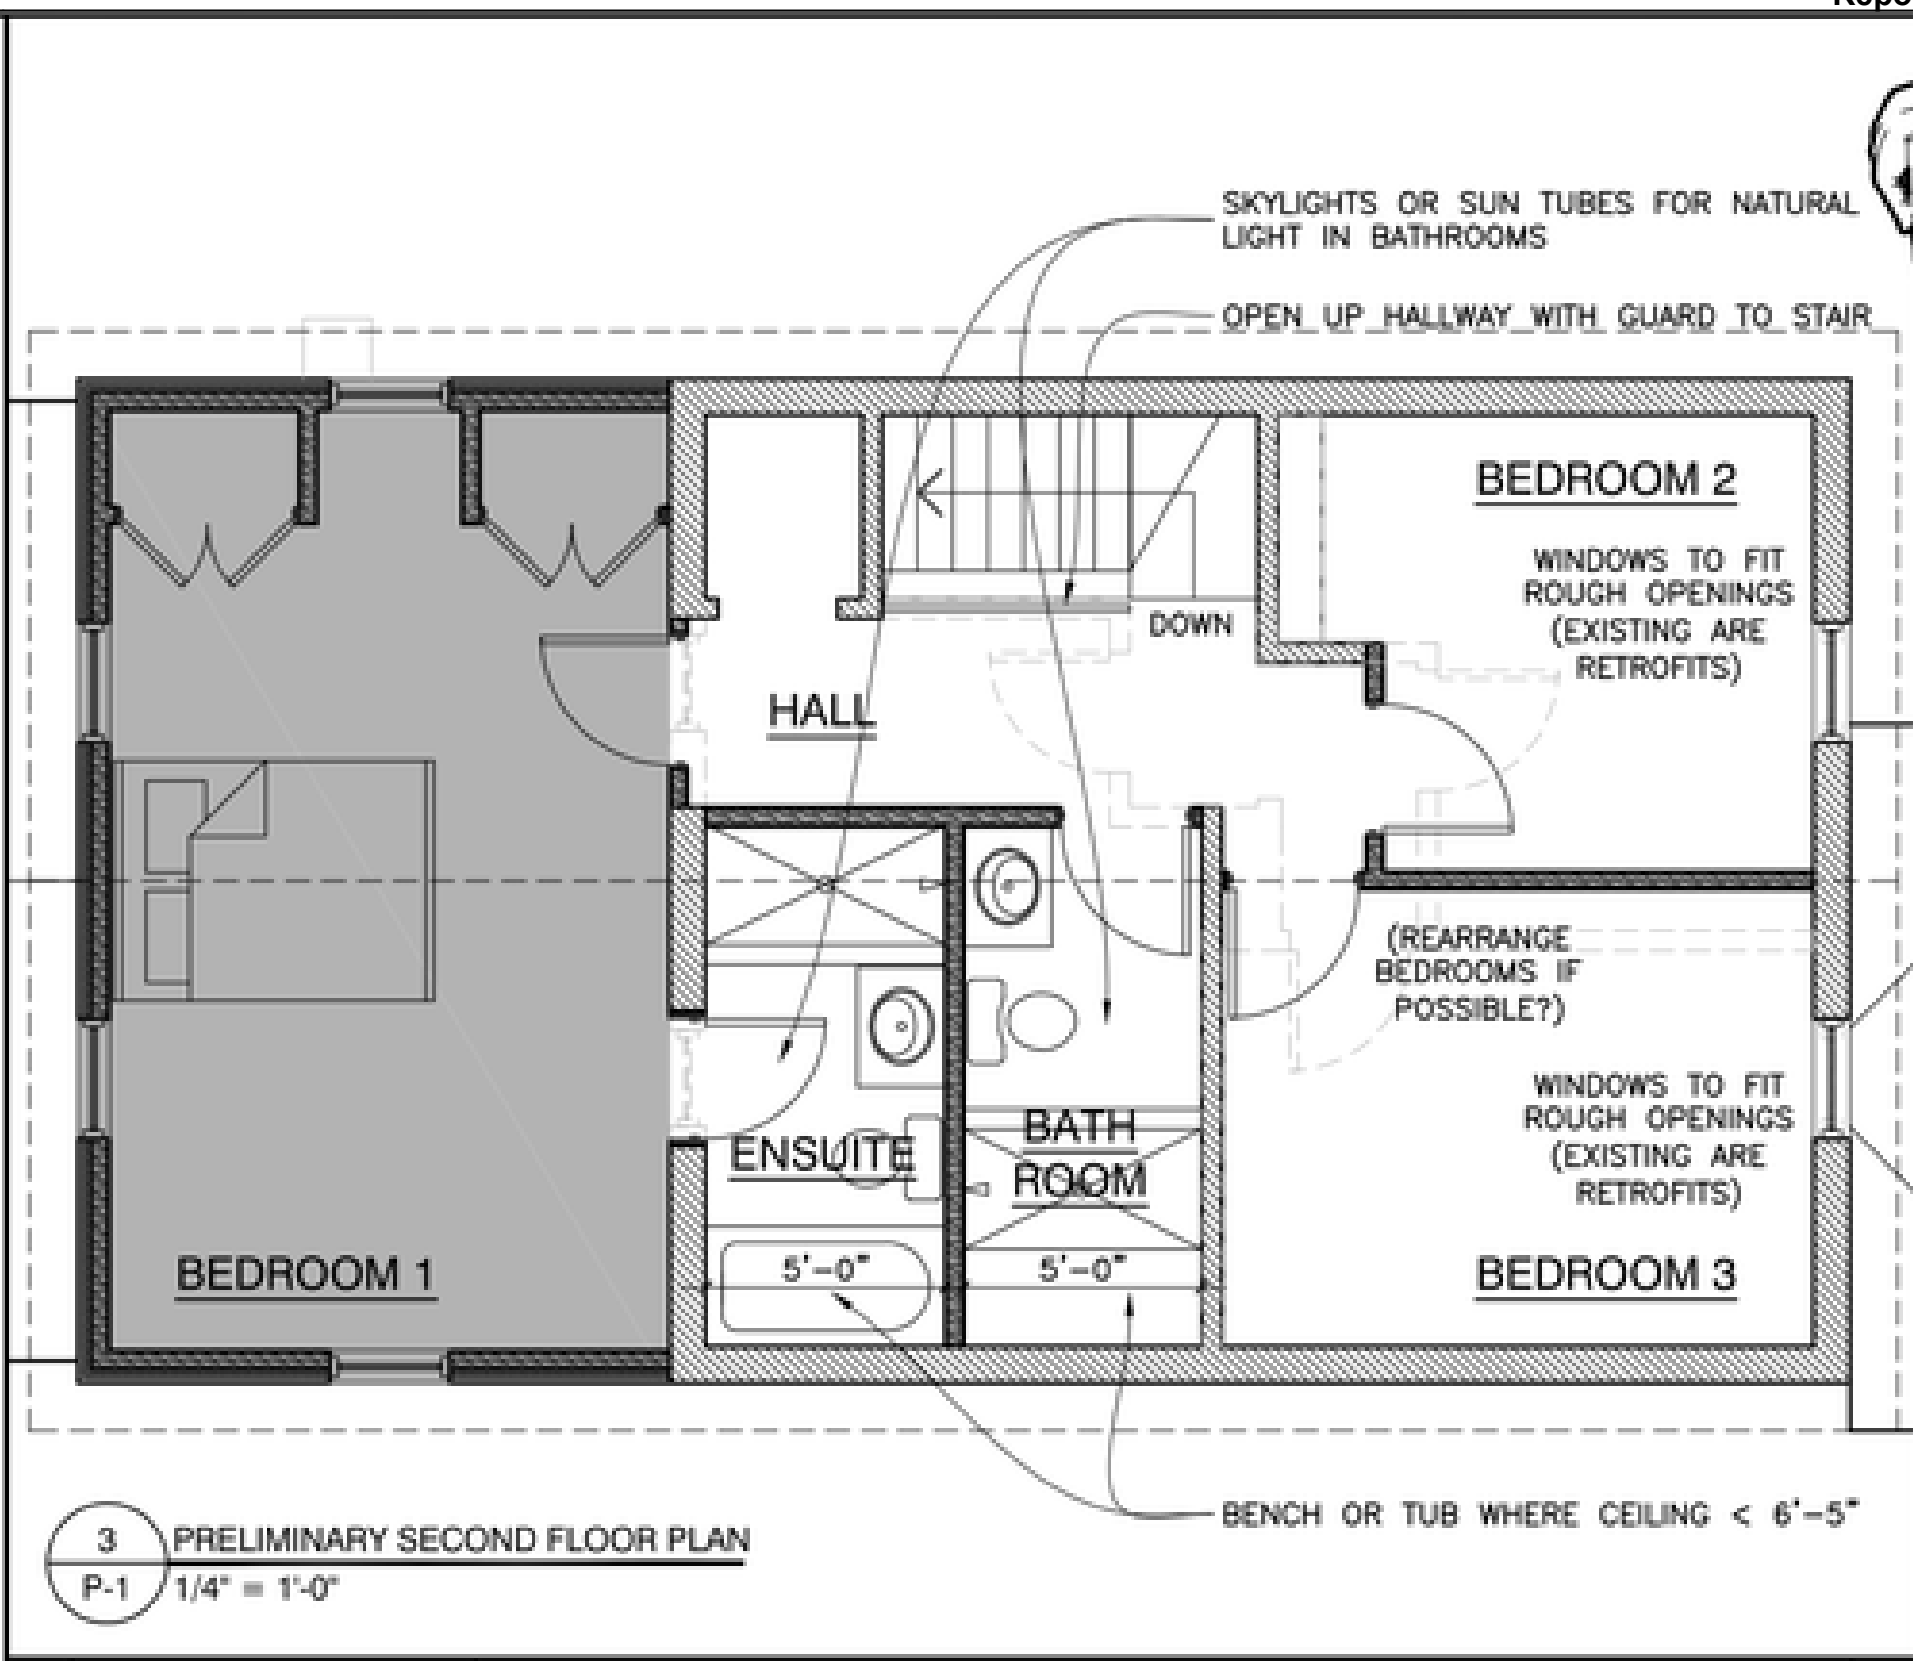 SKYLIGHTS OR SUN TUBES FOR NATURAL
LIGHT IN BATHROOMS
OPEN UP HALLWAY WITH GUARD TO STAIR
BEDROOM 2
WINDOWS TO FIT
ROUGH OPENINGS
(EXISTING ARE
RETROFITS)
DOWN
HALL
(REARRANGE
BEDROOMS IF
POSSIBLE?)
WINDOWS TO FIT
ROUGH OPENINGS
(EXISTING ARE
RETROFITS)
BATH
ROOM
ENSUITE
BEDROOM 1
5'-0"
5'-0"
BEDROOM 3
BENCH OR TUB WHERE CEILING < 6'-5"
3
PRELIMINARY SECOND FLOOR PLAN
P-1
1/4" = 1'-0"